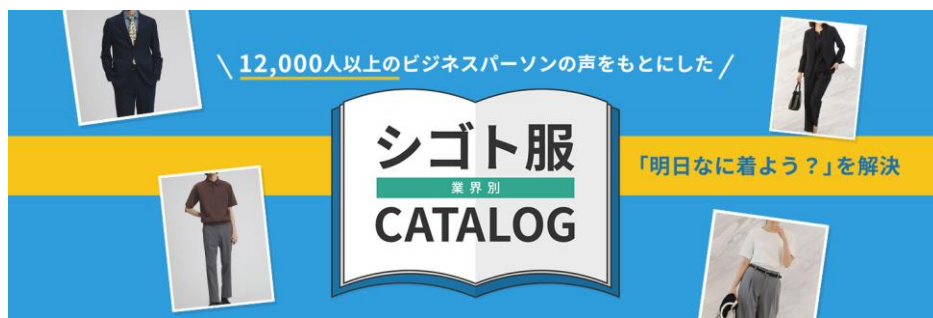 \ 12,000人以上のビジネスパーソンの声をもとにした /
シゴト服
業界別
CATALOG
「明日なに着よう？」を解決